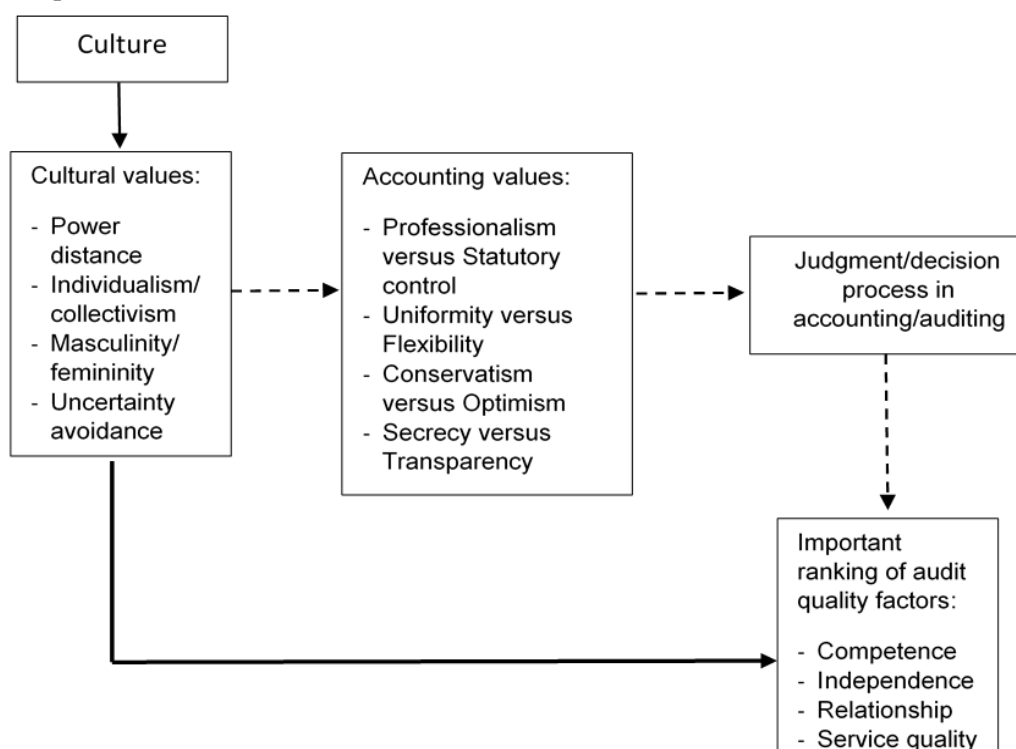 Culture
Cultural values:
- Power
distance
- Individualism/
collectivism
- Masculinity/
femininity
- Uncertainty
avoidance
Accounting values:
- Professionalism
versus Statutory
control
- Uniformity versus
Flexibility
- Conservatism
versus Optimism
- Secrecy versus
Transparency
Judgment/decision
process in
accounting/auditing
Important
ranking of audit
quality factors:
- Competence
- Independence
- Relationship
- Service quality